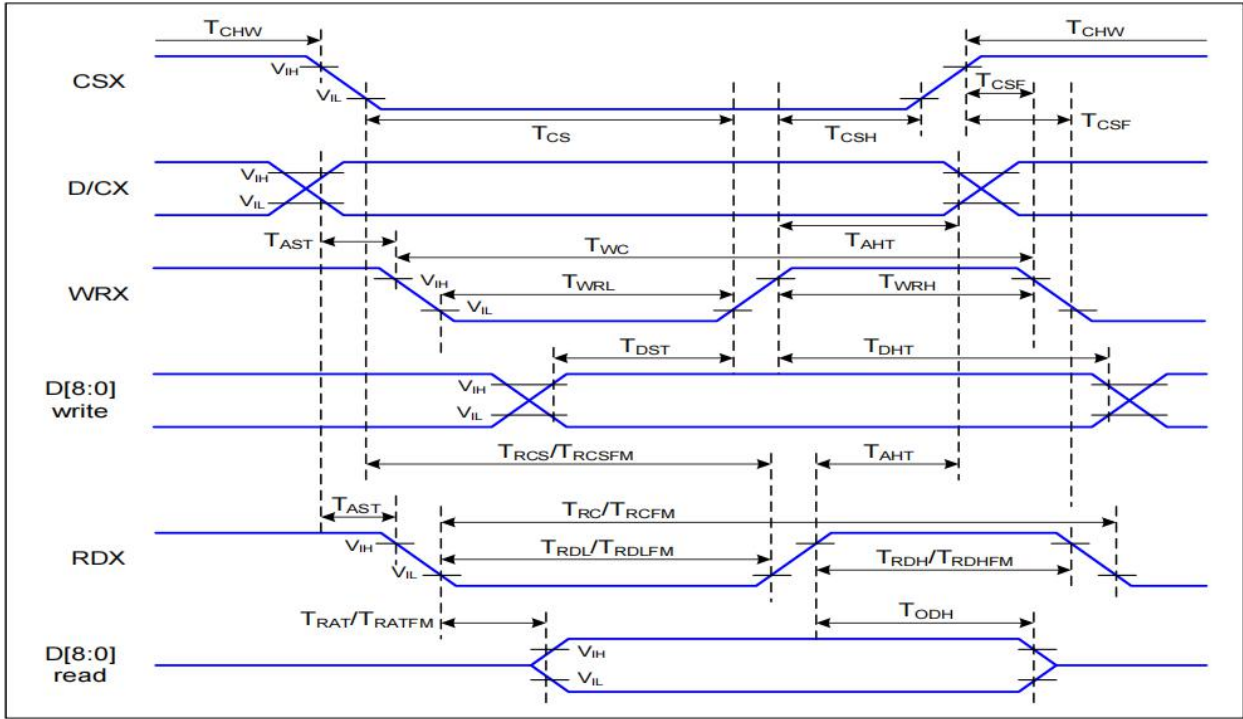 TCHW TCHW
CSX VIH VIL TCSF
TCS TCSH TCSF
D/CX VIH VIL
TAST TWC TAHT
WRX VIH VIL TWRL TWRH
TDST TDHT
D[8:0]
write
VIH
VIL
TRCS/TRCSFM TAHT
TAST TRC/TRCFM
RDX VIH VIL TRDL/TRDLFM TRDH/TRDHFM
TRAT/TRATFM TODH
D[8:0]
read
VIH
VIL